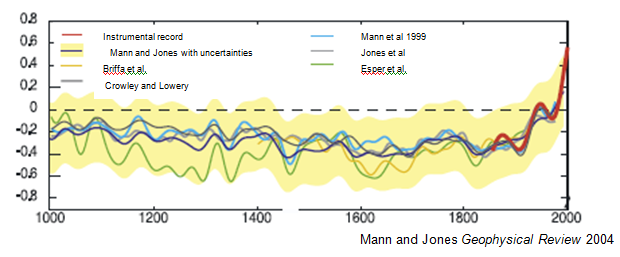 0.8
0.6
0.4
0.2
0
-0.2
-0.4
-0.6
-0.8
Instrumental record
Mann and Jones with uncertainties
Briffa et al.
Crowley and Lowery
Mann et al 1999
Jones et al
Esper et al.
1000 1200 1400 1600 1800 2000
Mann and Jones Geophysical Review 2004